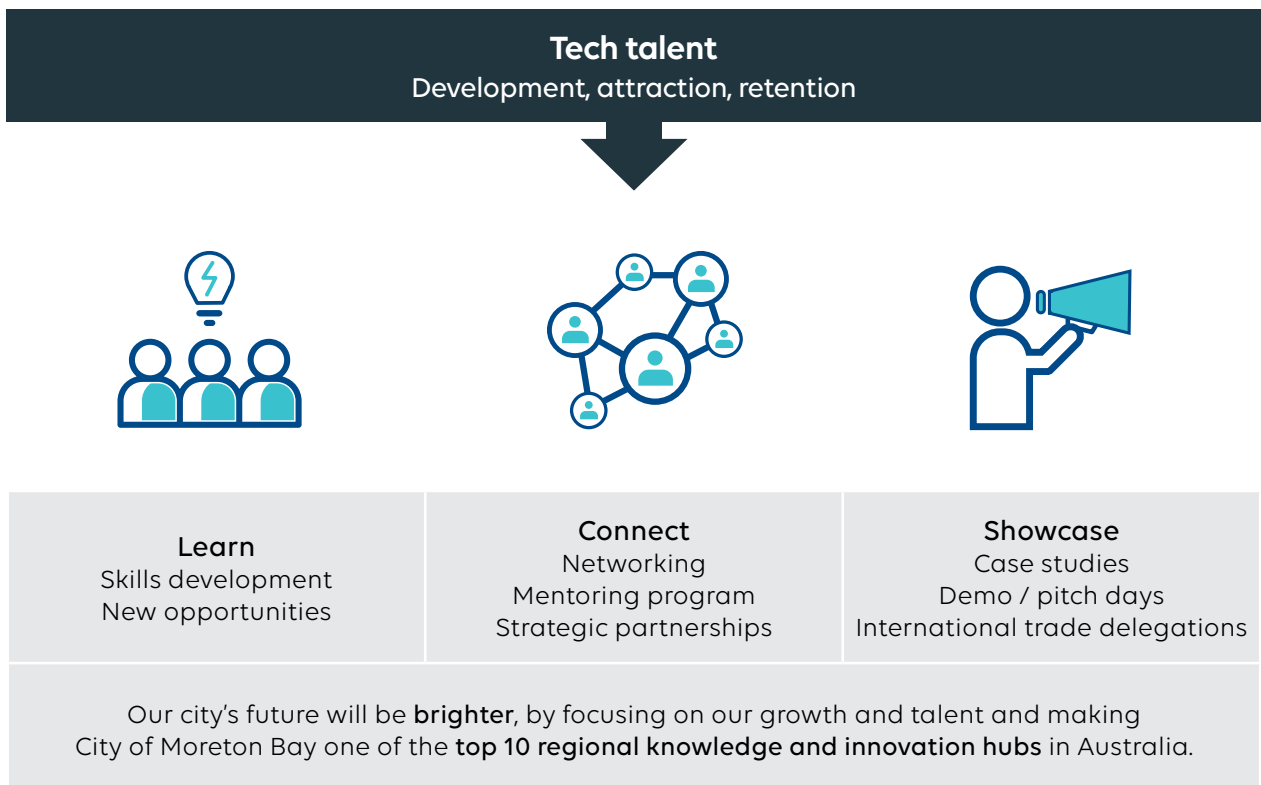 Tech talent
Development, attraction, retention
Learn
Skills development
New opportunities
Connect
Networking
Mentoring program
Strategic partnerships
Showcase
Case studies
Demo / pitch days
International trade delegations
Our city’s future will be brighter, by focusing on our growth and talent and making
City of Moreton Bay one of the top 10 regional knowledge and innovation hubs in Australia.